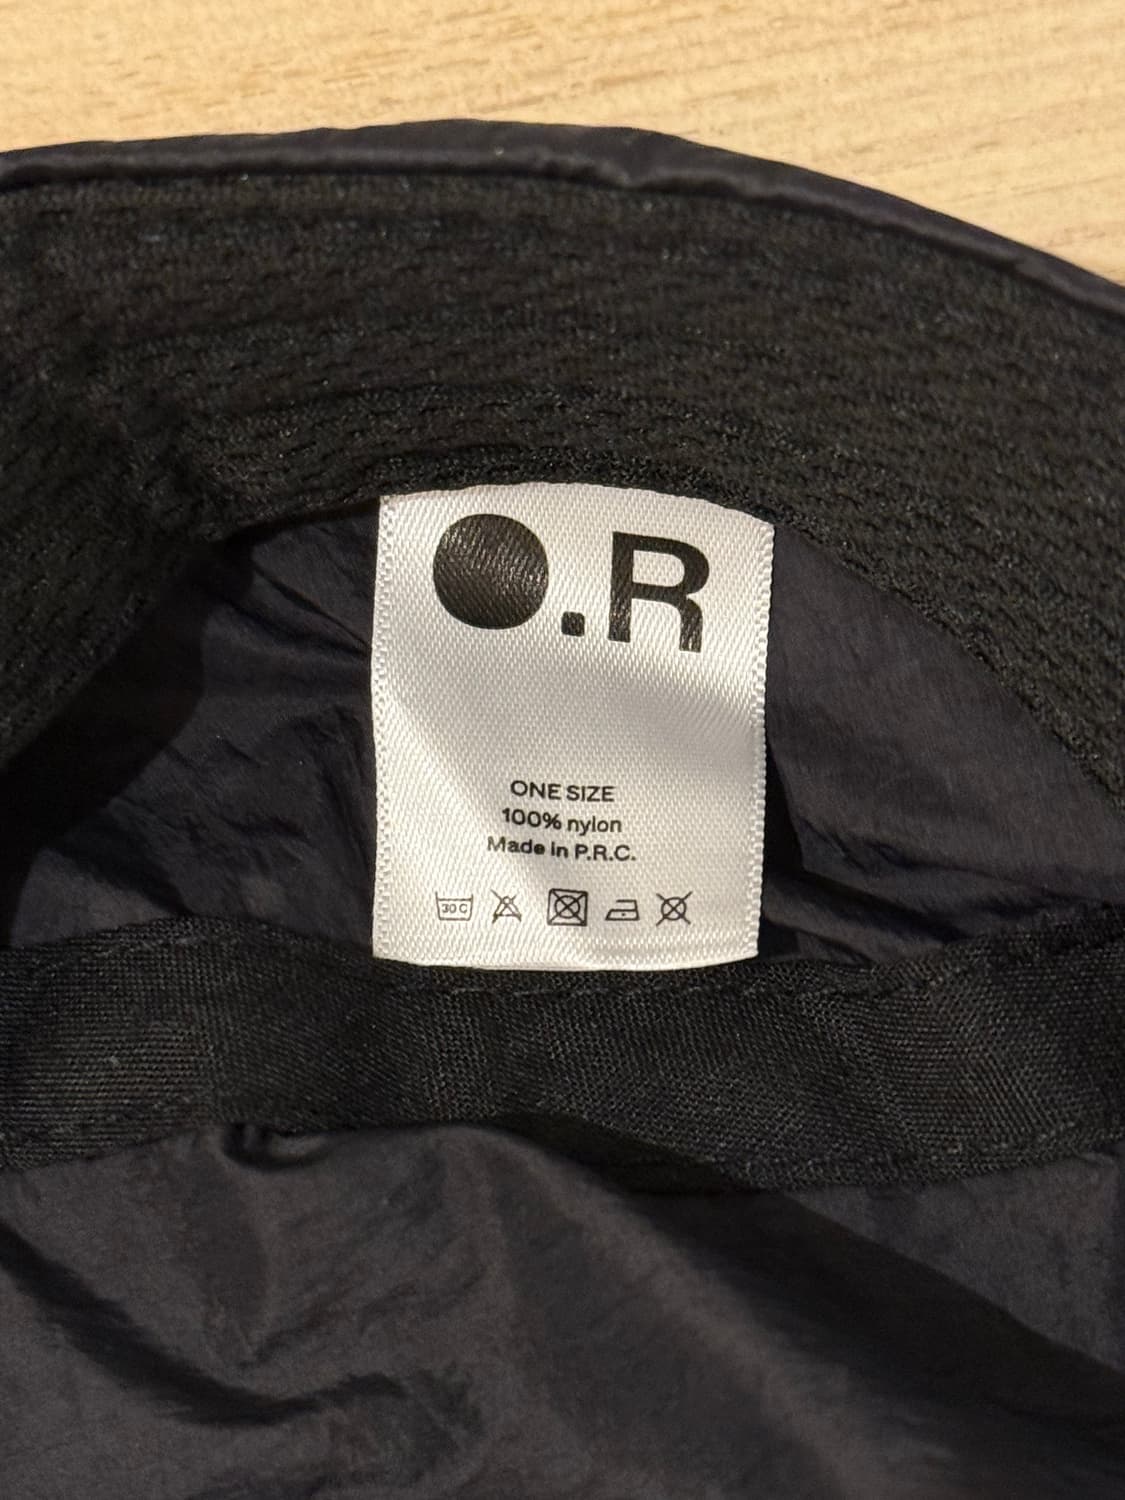 ●.R
ONE SIZE
100% nylon
Made in P.R.C.
30 C